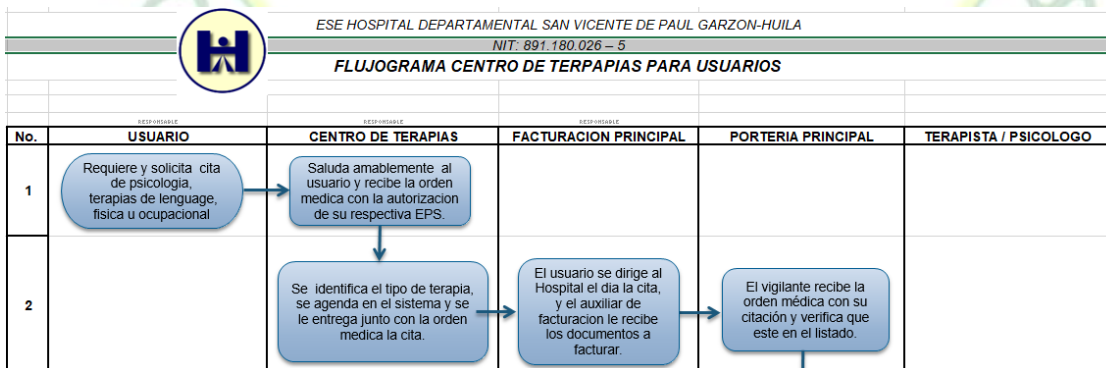 ESE HOSPITAL DEPARTAMENTAL SAN VICENTE DE PAUL GARZON-HUILA
NIT: 891.180.026 – 5
FLUJOGRAMA CENTRO DE TERPAPIAS PARA USUARIOS
RESPONSABLE
RESPONSABLE
RESPONSABLE
No.
USUARIO
CENTRO DE TERAPIAS
FACTURACION PRINCIPAL
PORTERIA PRINCIPAL
TERAPISTA / PSICOLOGO
1
Requiere y solicita cita
de psicologia,
terapias de lenguage,
fisica u ocupacional
Saluda amablemente al
usuario y recibe la orden
medica con la autorizacion
de su respectiva EPS.
2
Se identifica el tipo de terapia,
se agenda en el sistema y se
le entrega junto con la orden
medica la cita.
El usuario se dirige al
Hospital el dia la cita,
y el auxiliar de
facturacion le recibe
los documentos a
facturar.
El vigilante recibe la
orden médica con su
citación y verifica que
este en el listado.